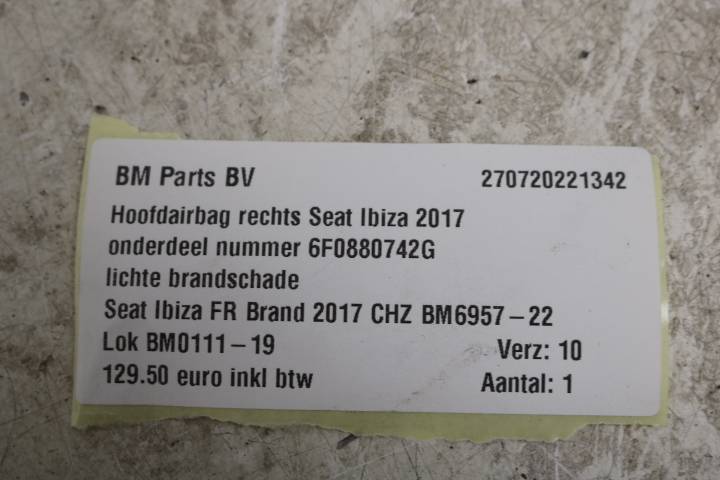 BM Parts BV 270720221342
Hoofdairbag rechts Seat Ibiza 2017
onderdeel nummer 6F0880742G
lichte brandschade
Seat Ibiza FR Brand 2017 CHZ BM6957-22
Lok BM0111-19 Verz: 10
129.50 euro inkl btw Aantal: 1